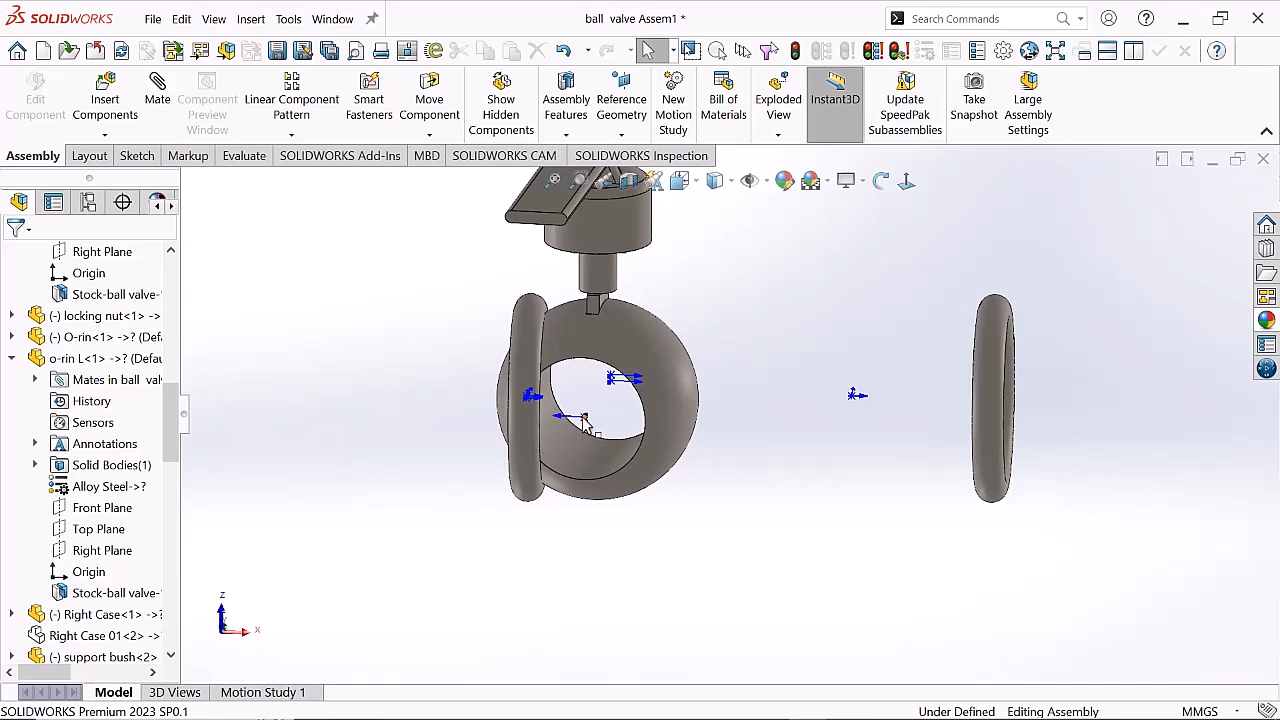 SOLIDWORKS File Edit View Insert Tools Window ball valve Assem1 * Search Commands
Edit Component
Insert Components
Mate
Component Preview Window
Linear Component Pattern
Smart Fasteners
Move Component
Show Hidden Components
Assembly Features
Reference Geometry
New Motion Study
Bill of Materials
Exploded View
Instant3D
Update SpeedPak Subassemblies
Take Snapshot
Large Assembly Settings
Assembly Layout Sketch Markup Evaluate SOLIDWORKS Add-Ins MBD SOLIDWORKS CAM SOLIDWORKS Inspection
Right Plane
Origin
Stock-ball valve-
(-) locking nut<1> ->
(-) O-rin<1> ->? (Def
o-rin L<1> ->? (Defau
Mates in ball val
History
Sensors
Annotations
Solid Bodies(1)
Alloy Steel->?
Front Plane
Top Plane
Right Plane
Origin
Stock-ball valve-
(-) Right Case<1> ->?
Right Case 01<2> ->
(-) support bush<2>
z
x
Model 3D Views Motion Study 1
SOLIDWORKS Premium 2023 SP0.1 Under Defined Editing Assembly MMGS